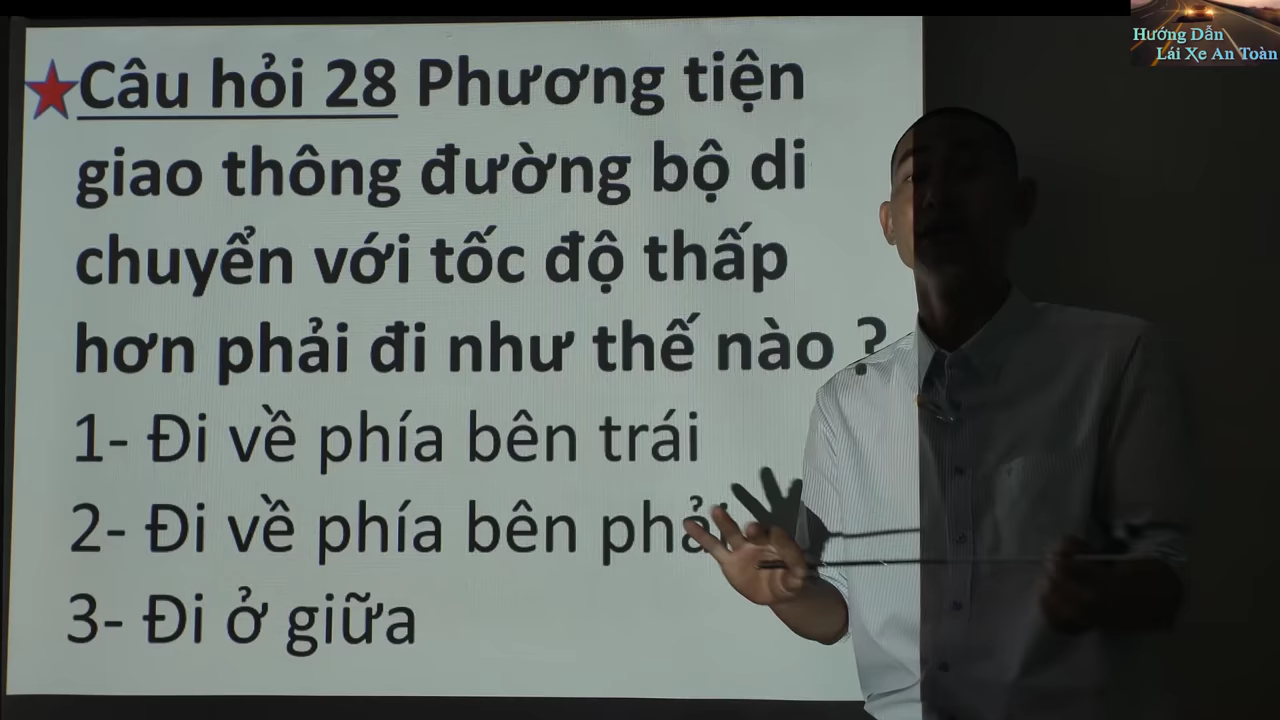 Hướng Dẫn
Lái Xe An Toàn
Câu hỏi 28 Phương tiện
giao thông đường bộ di
chuyển với tốc độ thấp
hơn phải đi như thế nào ?
1- Đi về phía bên trái
2- Đi về phía bên phải
3- Đi ở giữa